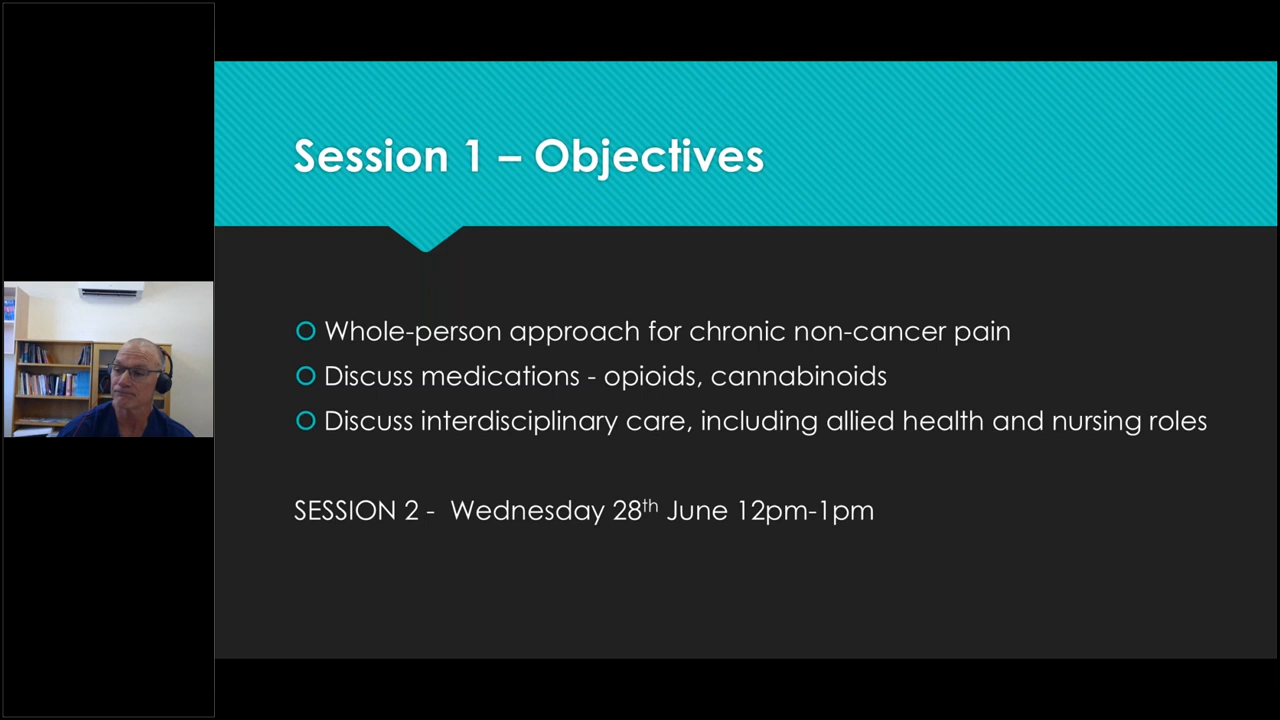 Session 1 – Objectives
Whole-person approach for chronic non-cancer pain
Discuss medications - opioids, cannabinoids
Discuss interdisciplinary care, including allied health and nursing roles
SESSION 2 - Wednesday 28th June 12pm-1pm